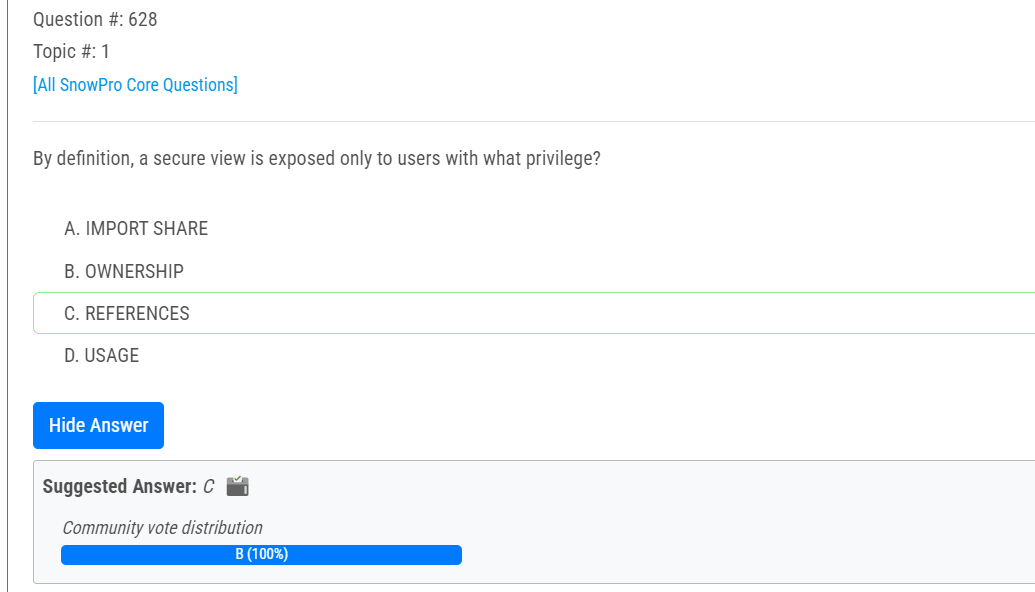 Question #: 628
Topic #: 1
[All SnowPro Core Questions]
By definition, a secure view is exposed only to users with what privilege?
A. IMPORT SHARE
B. OWNERSHIP
C. REFERENCES
D. USAGE
Hide Answer
Suggested Answer: C
Community vote distribution
B (100%)